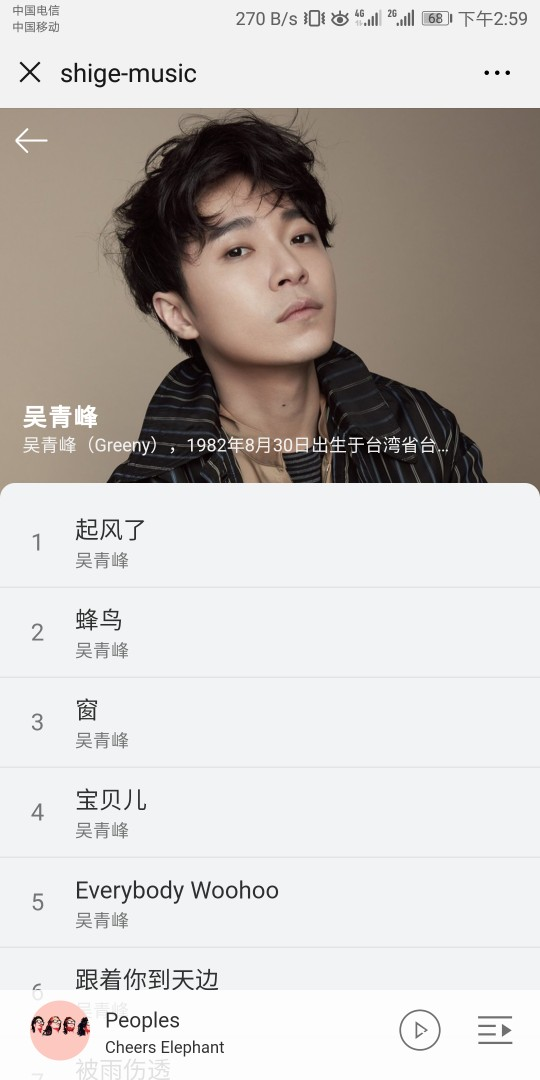 中国电信
中国移动
270 B/s 4G 2G 68 下午2:59
shige-music
吴青峰
吴青峰（Greeny），1982年8月30日出生于台湾省台…
1
起风了
吴青峰
2
蜂鸟
吴青峰
3
窗
吴青峰
4
宝贝儿
吴青峰
5
Everybody Woohoo
吴青峰
6
跟着你到天边
吴青峰
Peoples
Cheers Elephant
7
被雨伤透